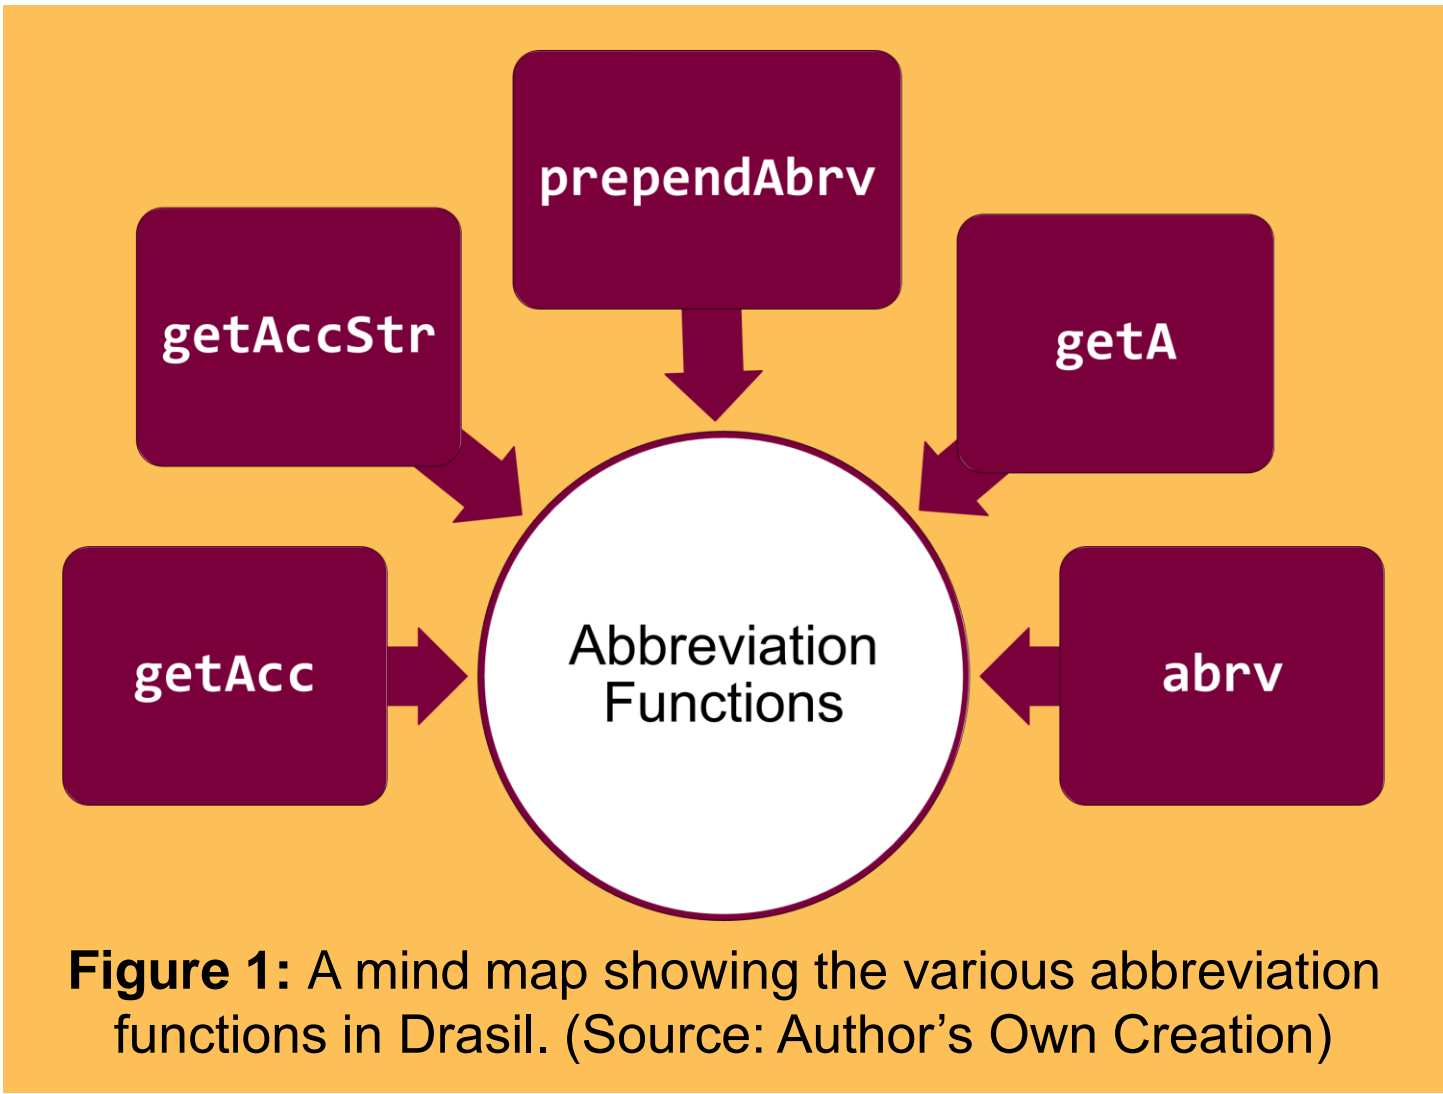 prependAbrv
getAccStr
getA
getAcc
Abbreviation
Functions
abrv
Figure 1: A mind map showing the various abbreviation
functions in Drasil. (Source: Author’s Own Creation)